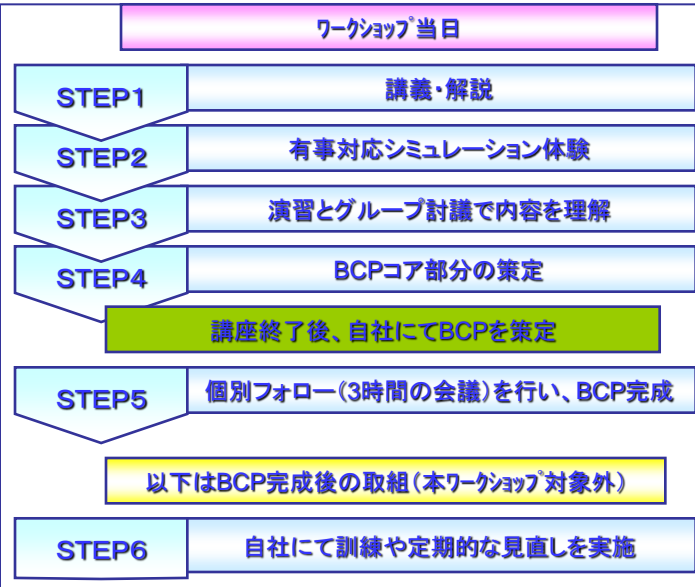 ワークショップ当日
STEP1
講義・解説
STEP2
有事対応シミュレーション体験
STEP3
演習とグループ討議で内容を理解
STEP4
BCPコア部分の策定
講座終了後、自社にてBCPを策定
STEP5
個別フォロー(3時間の会議)を行い、BCP完成
以下はBCP完成後の取組(本ワークショップ対象外)
STEP6
自社にて訓練や定期的な見直しを実施